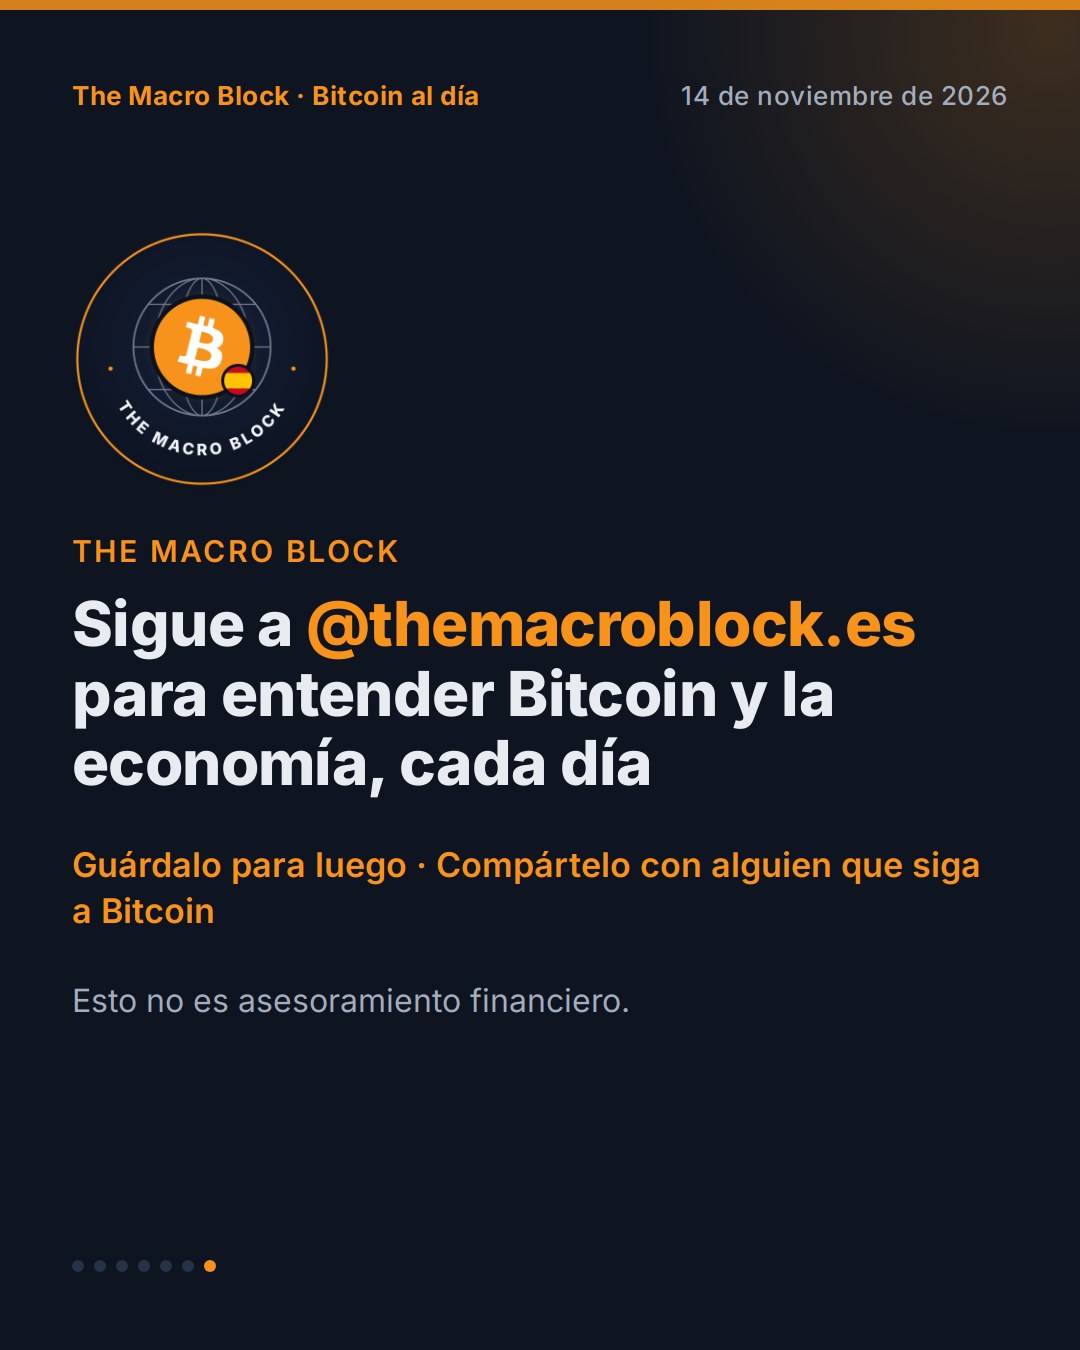 The Macro Block · Bitcoin al día
14 de noviembre de 2026
THE MACRO BLOCK
THE MACRO BLOCK
Sigue a @themacroblock.es
para entender Bitcoin y la
economía, cada día
Guárdalo para luego · Compártelo con alguien que siga
a Bitcoin
Esto no es asesoramiento financiero.